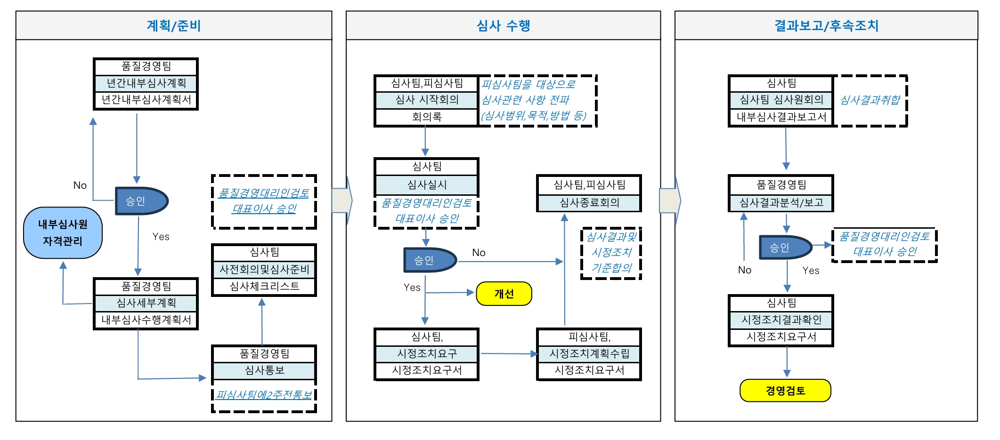 계획/준비
품질경영팀
년간내부심사계획
년간내부심사계획서
No
승인
품질경영대리인검토
대표이사 승인
내부심사원
자격관리
Yes
심사팀
사전회의및심사준비
심사체크리스트
품질경영팀
심사세부계획
내부심사수행계획서
품질경영팀
심사통보
피심사팀에2주전통보
심사 수행
심사팀,피심사팀
심사 시작회의
회의록
피심사팀을 대상으로
심사관련 사항 전파
(심사범위,목적,방법 등)
심사팀
심사실시
품질경영대리인검토
대표이사 승인
심사팀,피심사팀
심사종료회의
심사결과및
시정조치
기준합의
승인
No
Yes
개선
심사팀,
시정조치요구
시정조치요구서
피심사팀,
시정조치계획수립
시정조치요구서
결과보고/후속조치
심사팀
심사팀 심사원회의
내부심사결과보고서
심사결과취합
품질경영팀
심사결과분석/보고
승인
품질경영대리인검토
대표이사 승인
No
Yes
심사팀
시정조치결과확인
시정조치요구서
경영검토